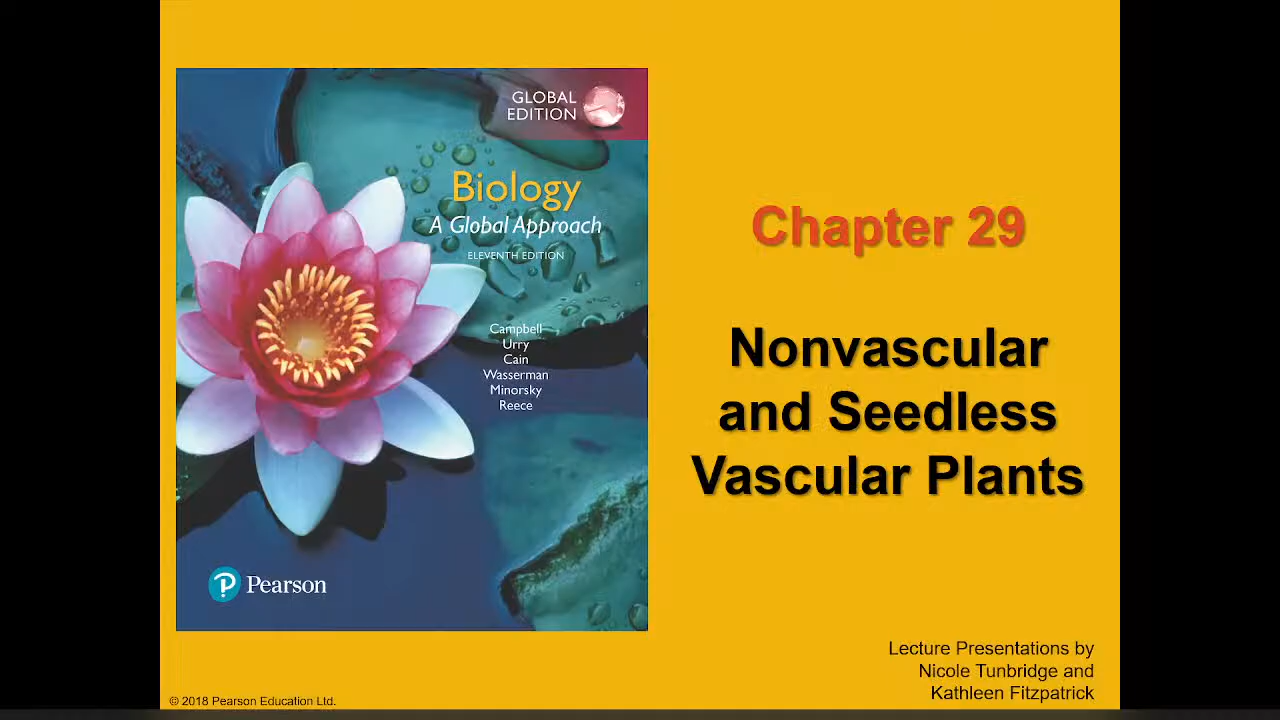 GLOBAL
EDITION
Biology
A Global Approach
ELEVENTH EDITION
Campbell
Urry
Cain
Wasserman
Minorsky
Reece
P Pearson
Chapter 29
Nonvascular
and Seedless
Vascular Plants
Lecture Presentations by
Nicole Tunbridge and
Kathleen Fitzpatrick
© 2018 Pearson Education Ltd.